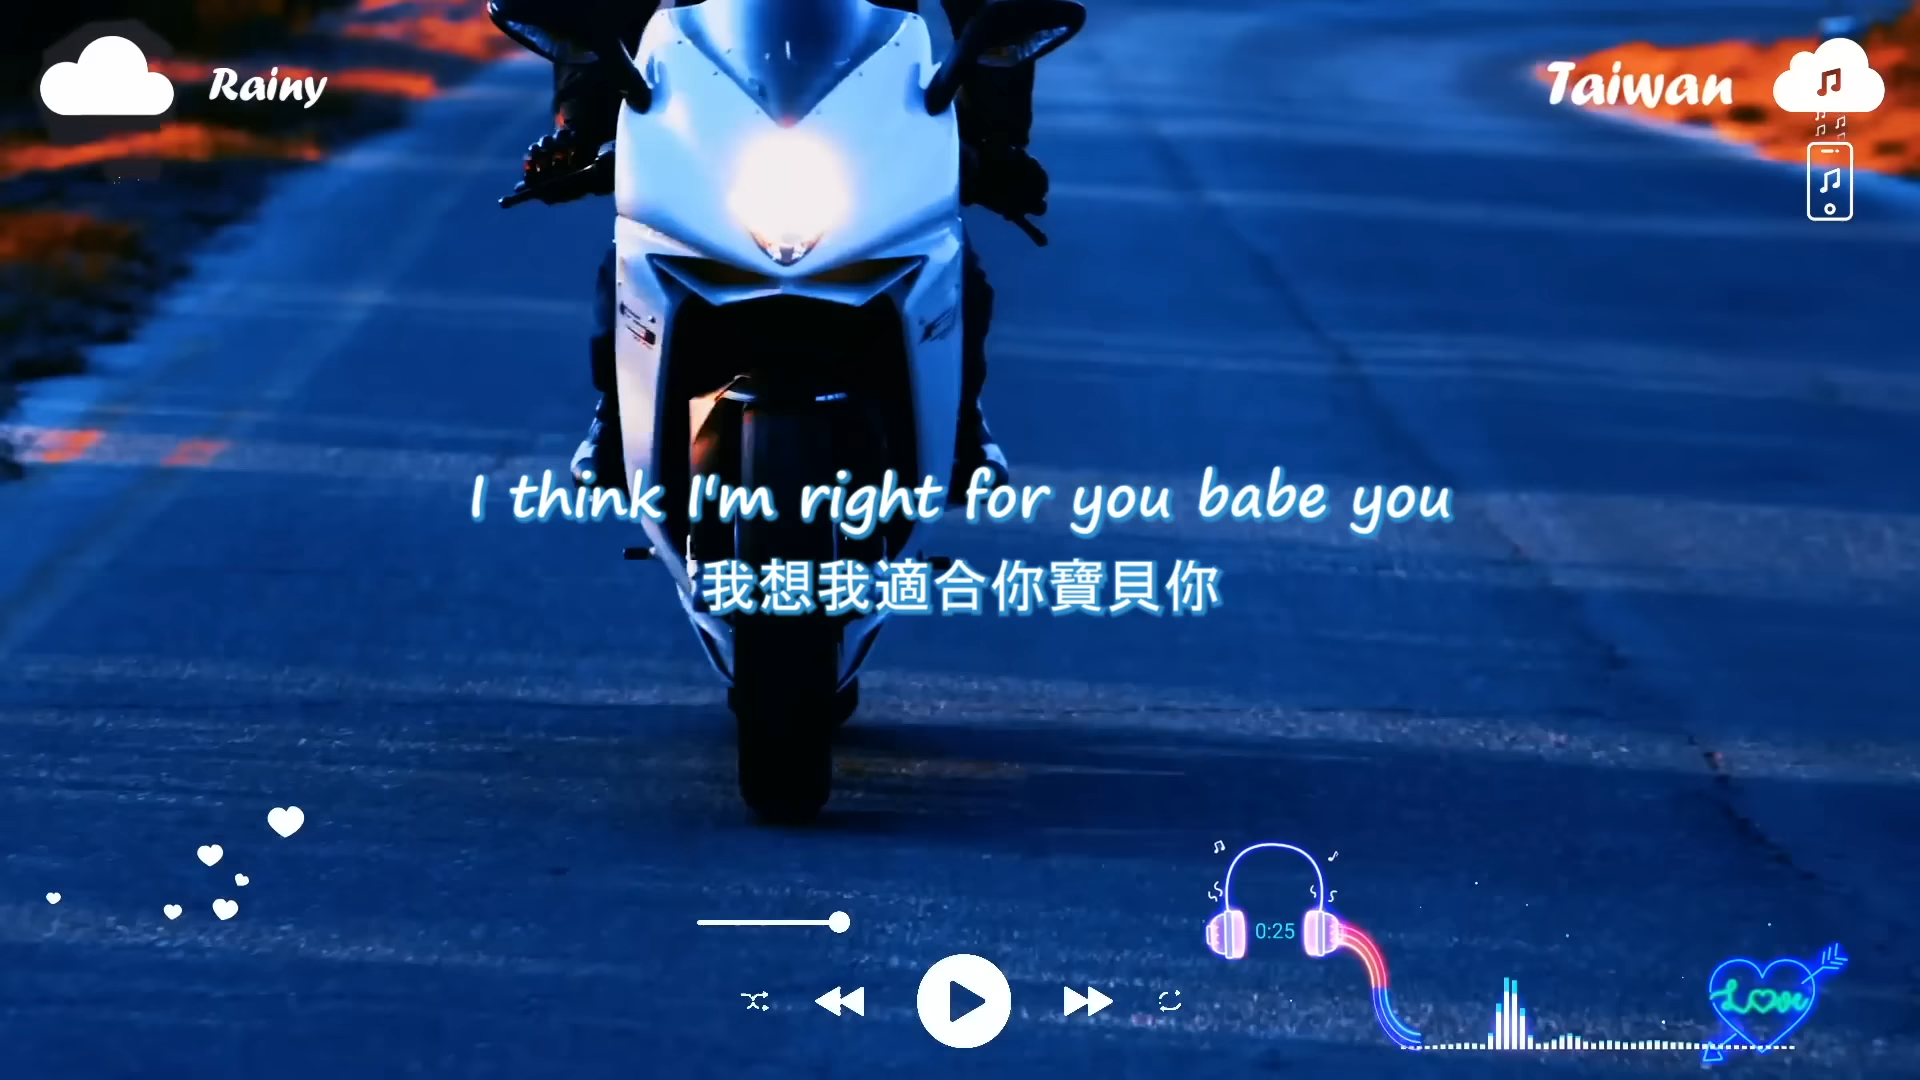 Rainy
Taiwan
I think I'm right for you babe you
我想我適合你寶貝你
0:25
Love